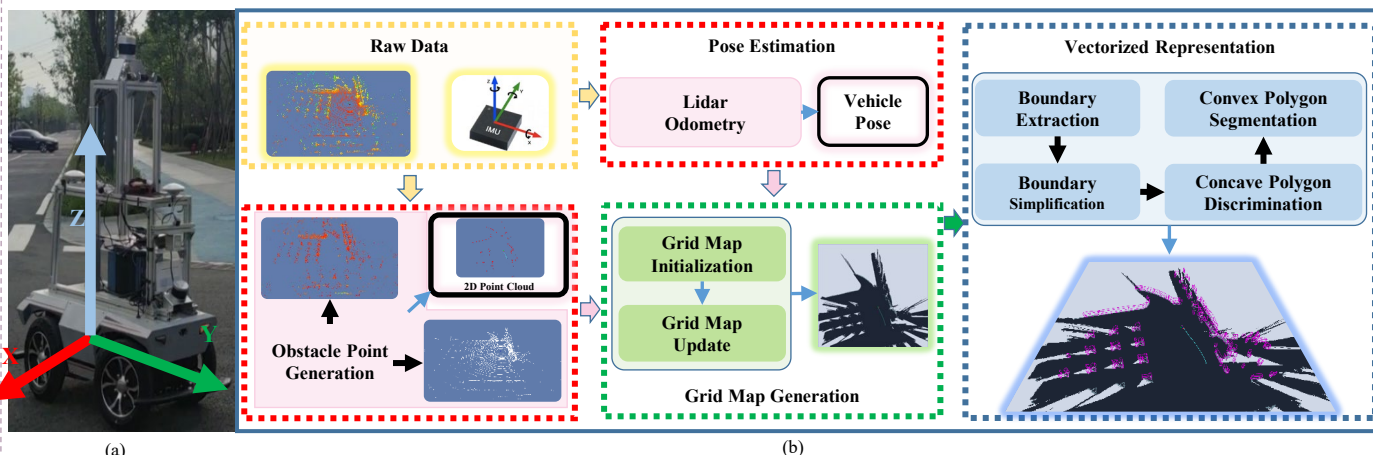 Raw Data
Z
Y
X
IMU
Pose Estimation
Lidar
Odometry
Vehicle
Pose
Vectorized Representation
Boundary
Extraction
Convex Polygon
Segmentation
Boundary
Simplification
Concave Polygon
Discrimination
2D Point Cloud
Obstacle Point
Generation
Grid Map
Initialization
Grid Map
Update
Grid Map Generation
Z
Y
X
(a)
(b)